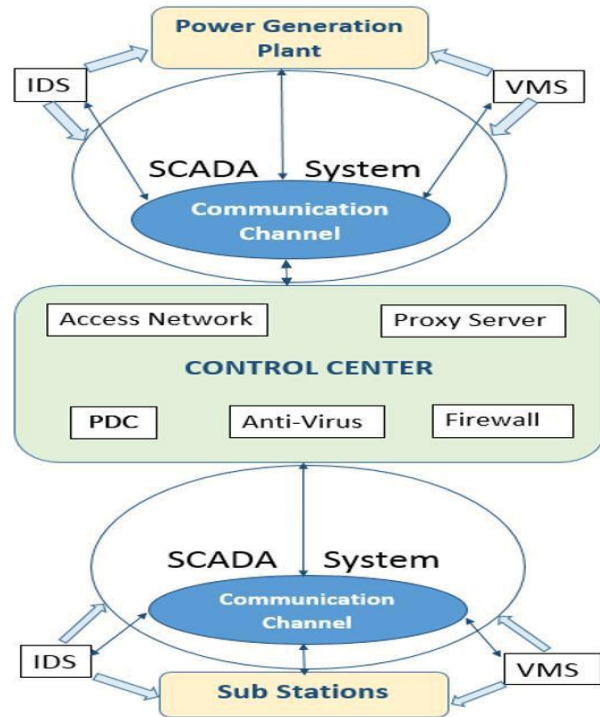 Power Generation
Plant
IDS
VMS
SCADA System
Communication
Channel
Access Network
Proxy Server
CONTROL CENTER
PDC
Anti-Virus
Firewall
SCADA System
Communication
Channel
IDS
VMS
Sub Stations